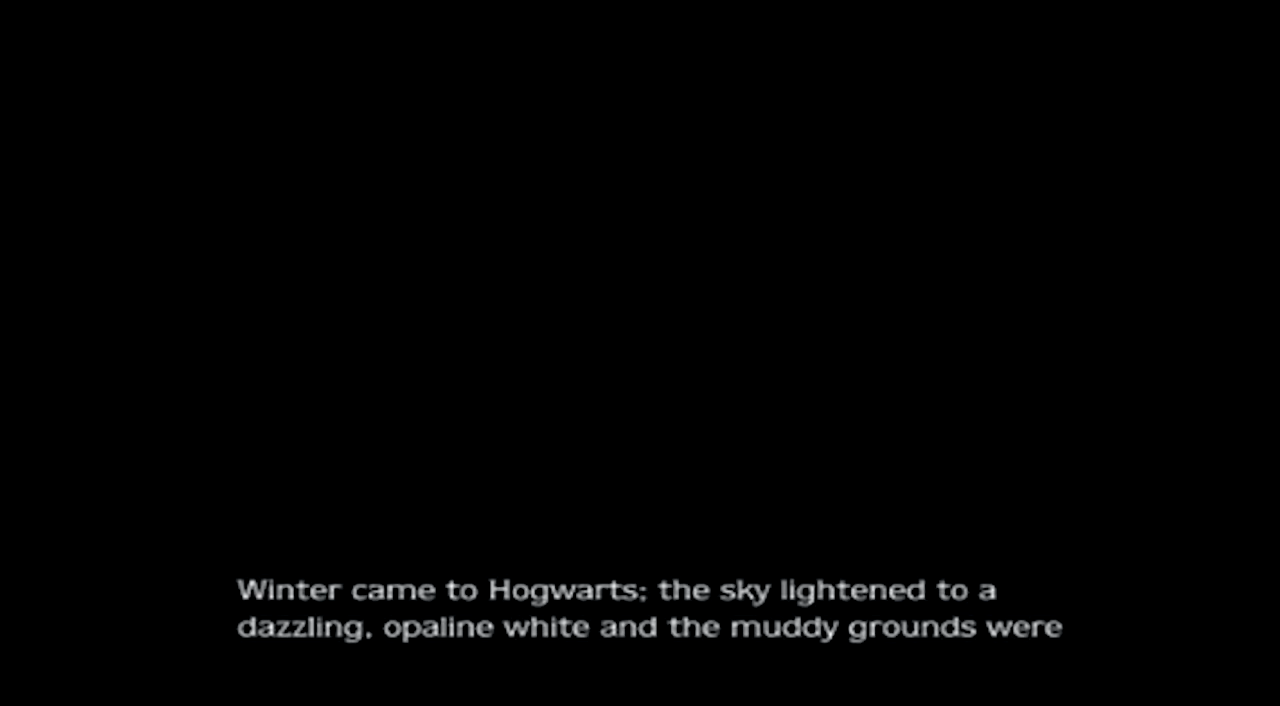 Winter came to Hogwarts; the sky lightened to a
dazzling, opaline white and the muddy grounds were